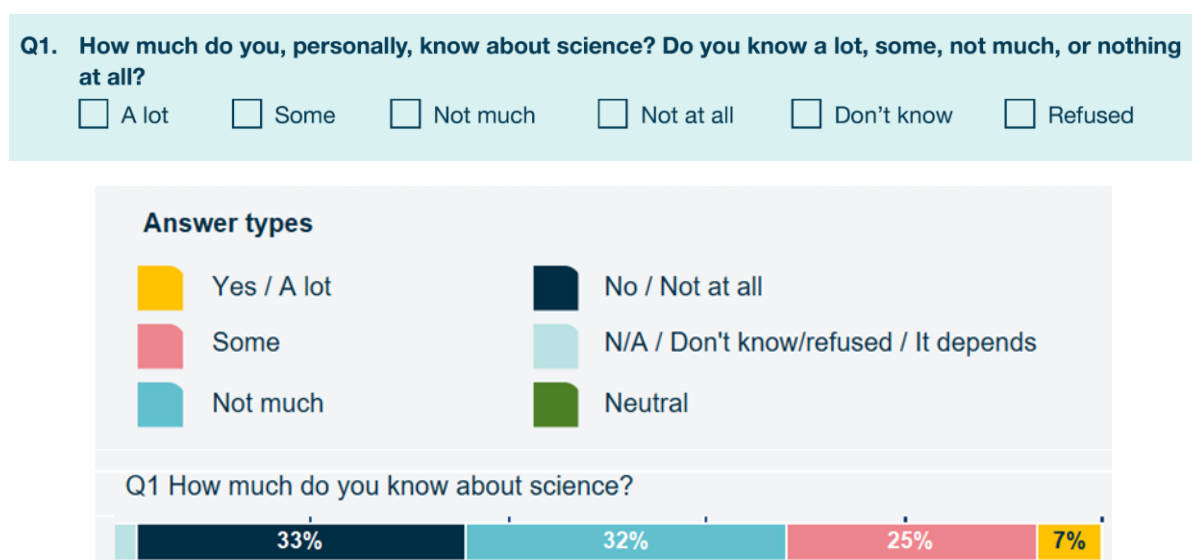 Q1. How much do you, personally, know about science? Do you know a lot, some, not much, or nothing
at all?
A lot Some Not much Not at all Don’t know Refused
Answer types
Yes / A lot No / Not at all
Some N/A / Don't know/refused / It depends
Not much Neutral
Q1 How much do you know about science?
33% 32% 25% 7%